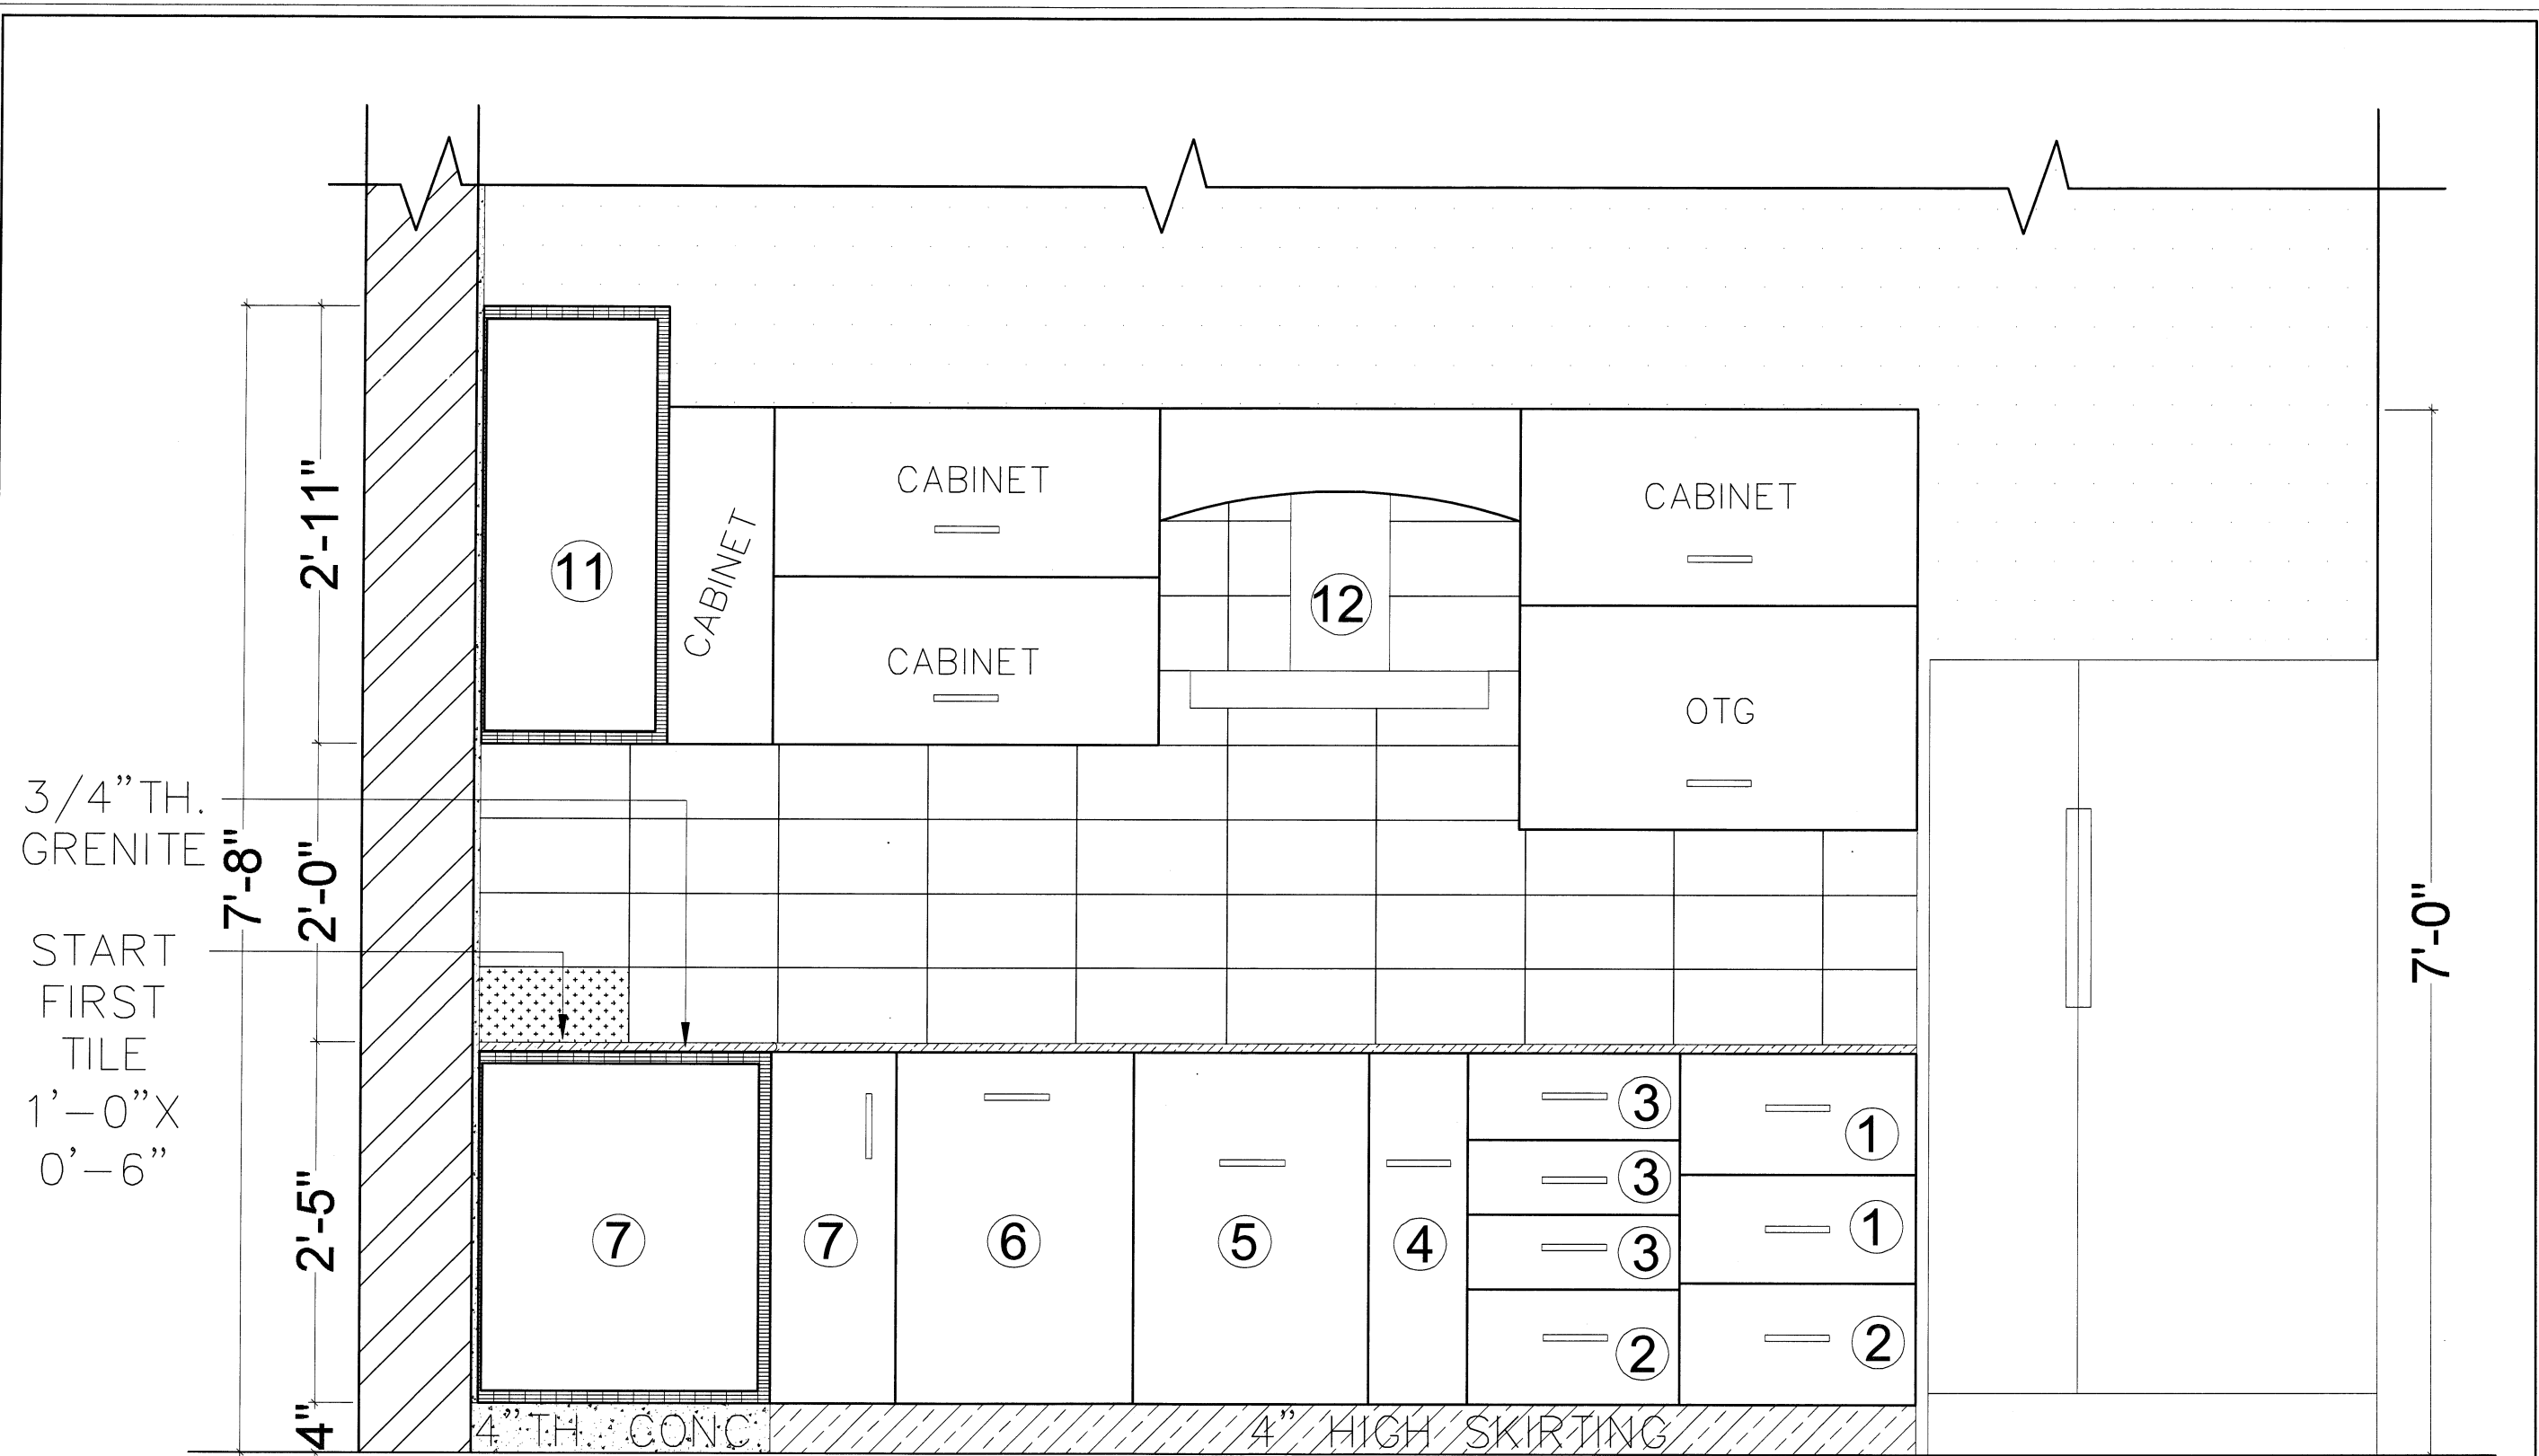 2'-11"
11
CABINET
CABINET
CABINET
12
CABINET
OTG
3/4"TH.
GRENITE
7'-8"
2'-0"
7'-0"
START
FIRST
TILE
1'-0"X
0'-6"
2'-5"
7
7
6
5
4
3
3
3
2
1
1
2
4"
4"TH. CONC.
4" HIGH SKIRTING